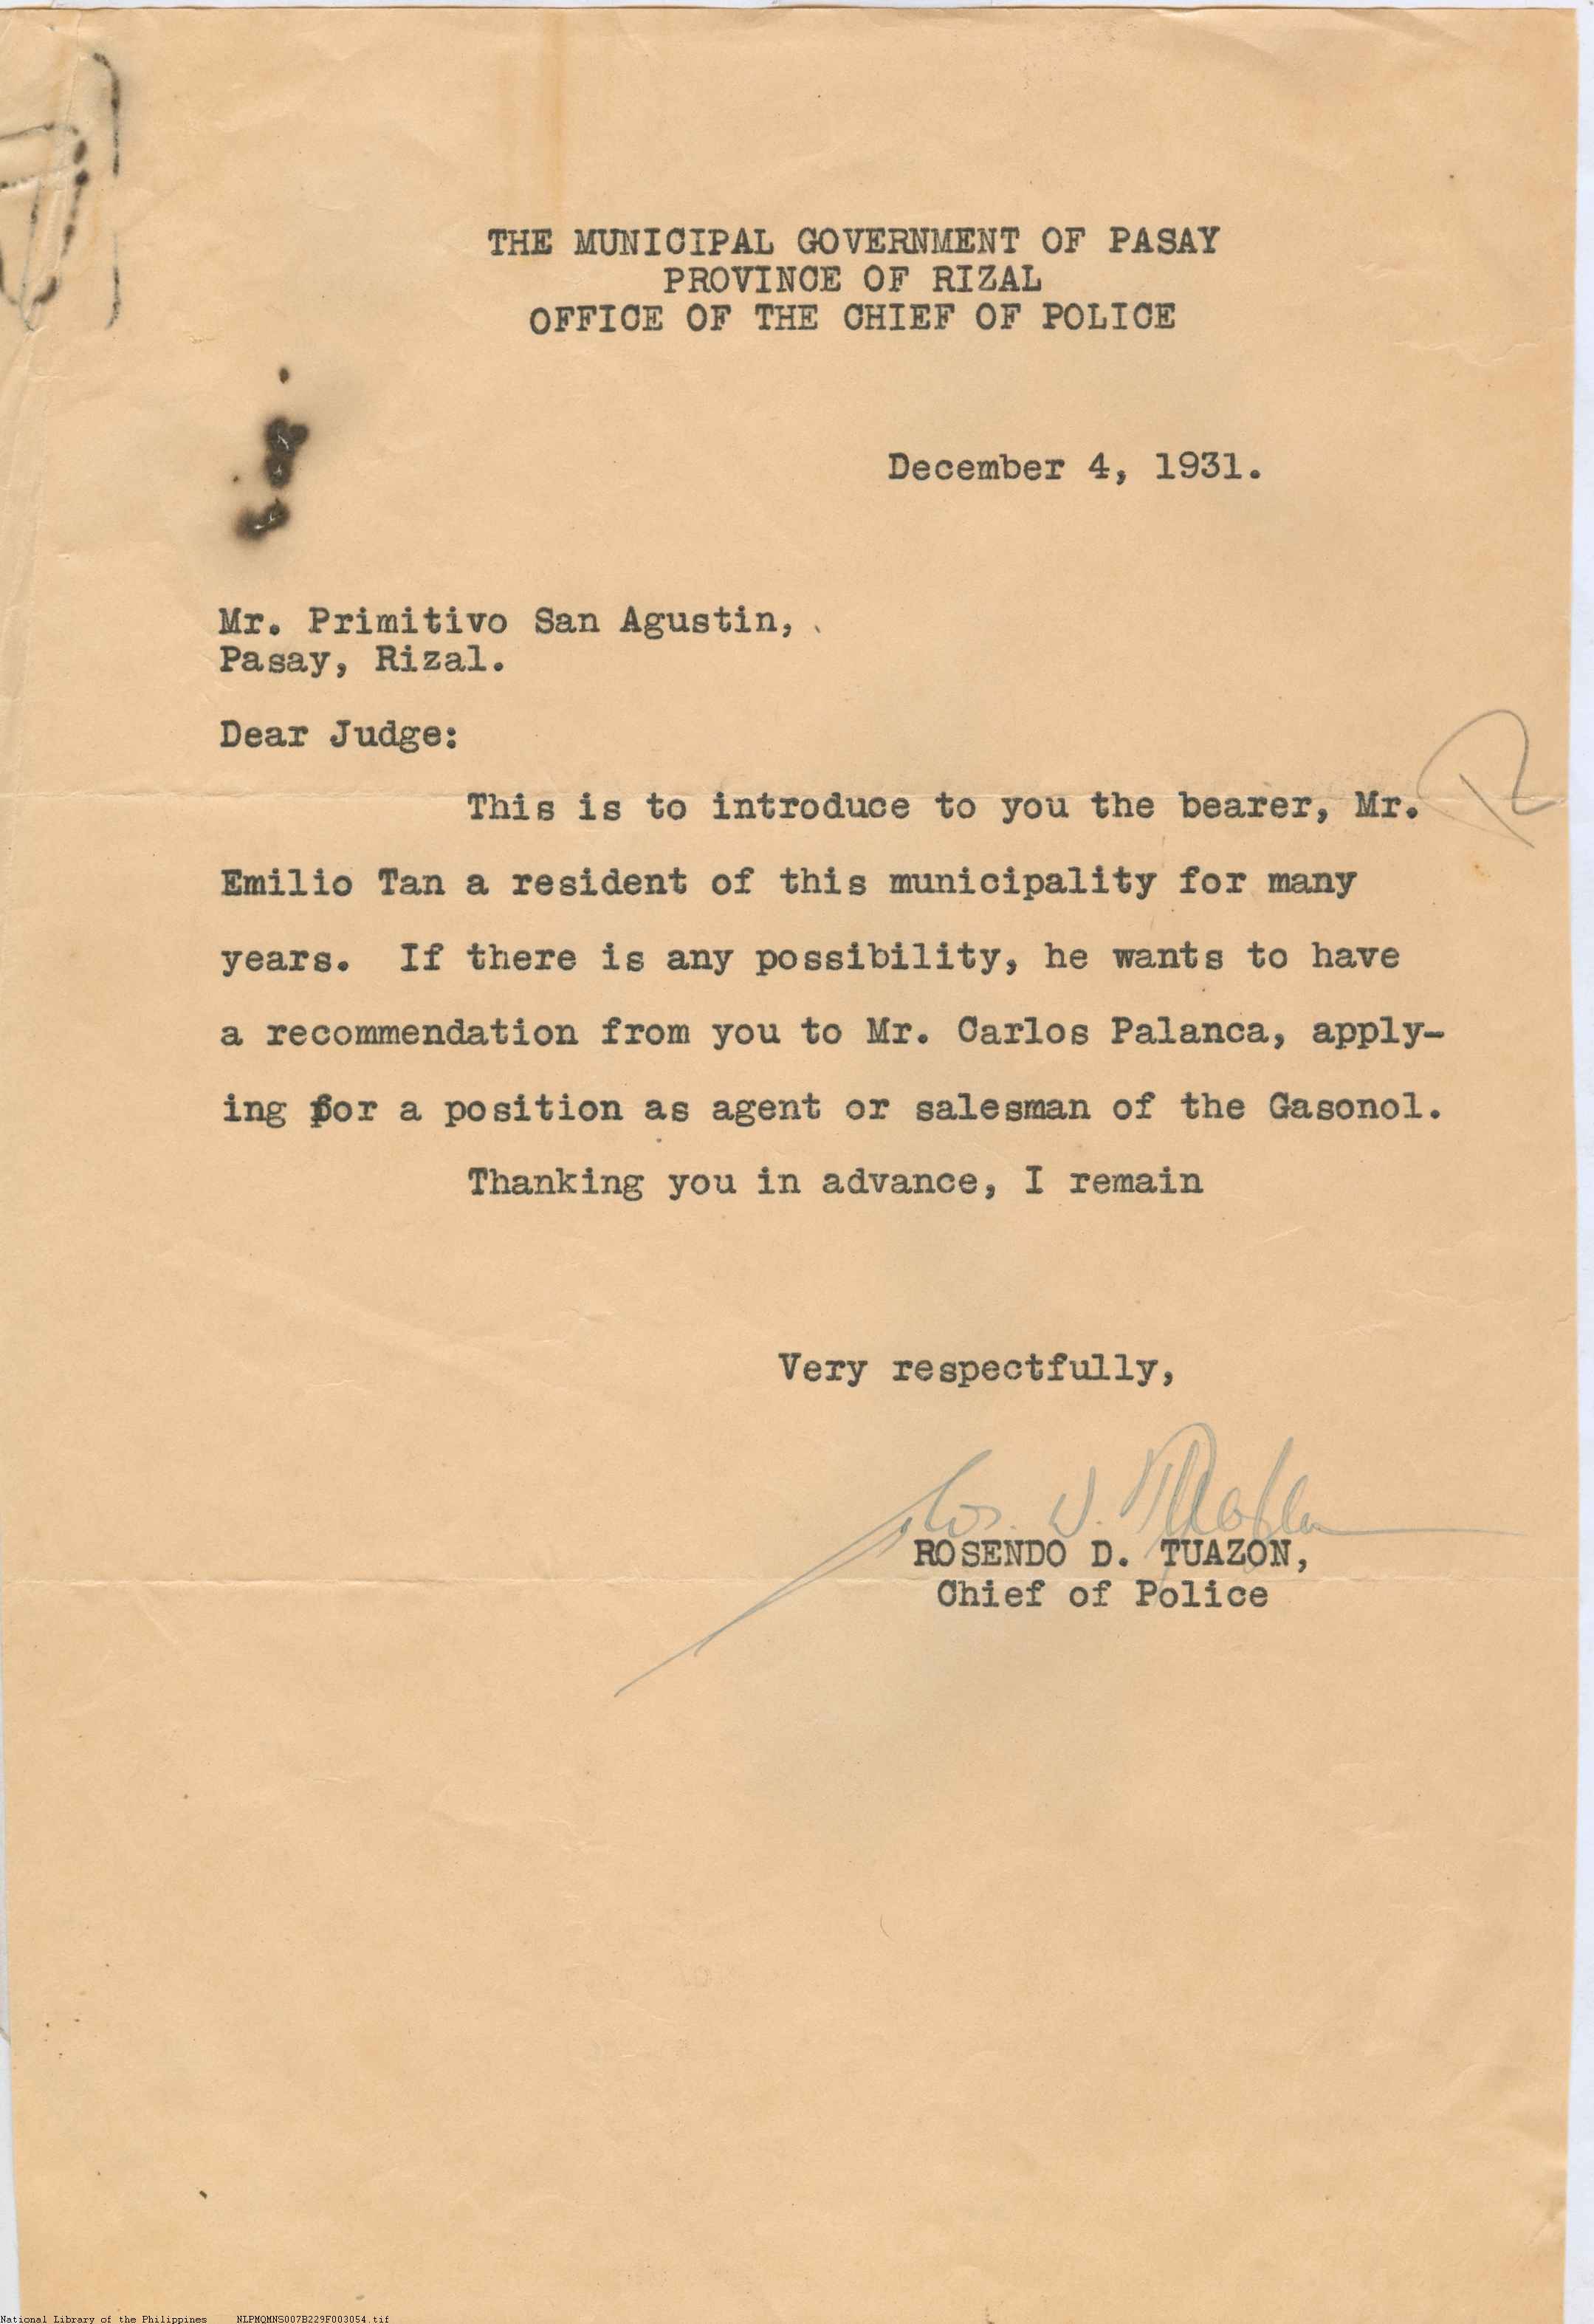 THE MUNICIPAL GOVERNMENT OF PASAY
PROVINCE OF RIZAL
OFFICE OF THE CHIEF OF POLICE
December 4, 1931.
Mr. Primitivo San Agustin,
Pasay, Rizal.
Dear Judge:
This is to introduce to you the bearer, Mr.
Emilio Tan a resident of this municipality for many
years. If there is any possibility, he wants to have
a recommendation from you to Mr. Carlos Palanca, apply-
ing for a position as agent or salesman of the Gasonol.
Thanking you in advance, I remain
Very respectfully,
ROSENDO D. TUAZON,
Chief of Police
National Library of the Philippines NLPMQMNS007B229F003054.tif